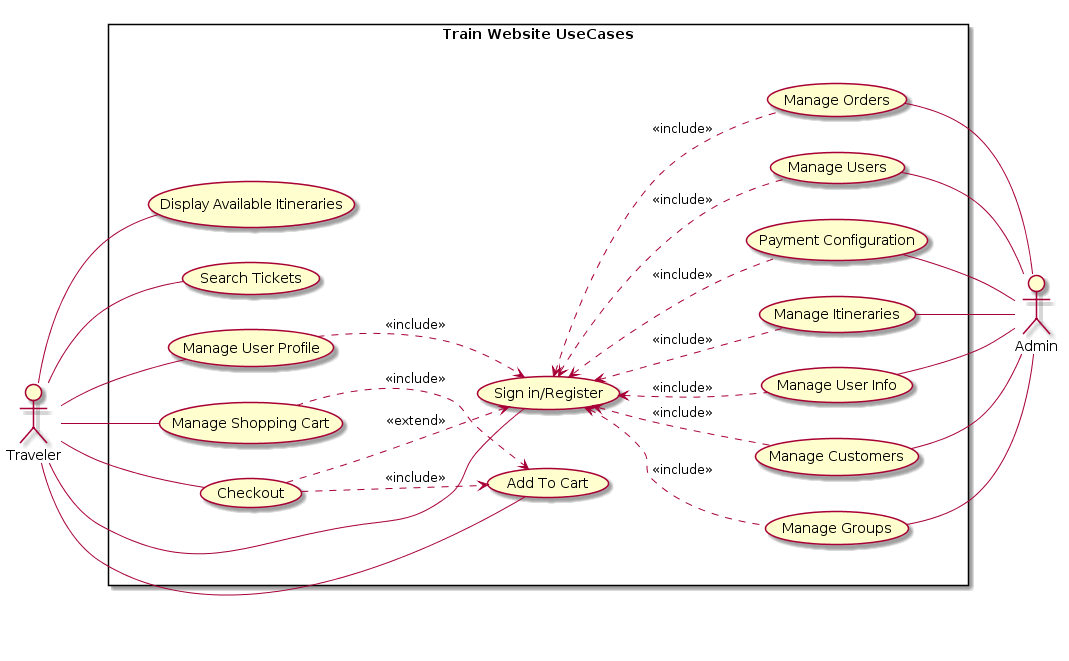 Train Website UseCases
Manage Orders
«include»
Manage Users
«include»
Display Available Itineraries
Payment Configuration
«include»
Search Tickets
Manage Itineraries
«include»
«include»
Manage User Profile
Admin
«include»
«include»
Manage User Info
Sign in/Register
«include»
«extend»
Manage Shopping Cart
Traveler
Manage Customers
«include»
«include»
Add To Cart
Checkout
Manage Groups